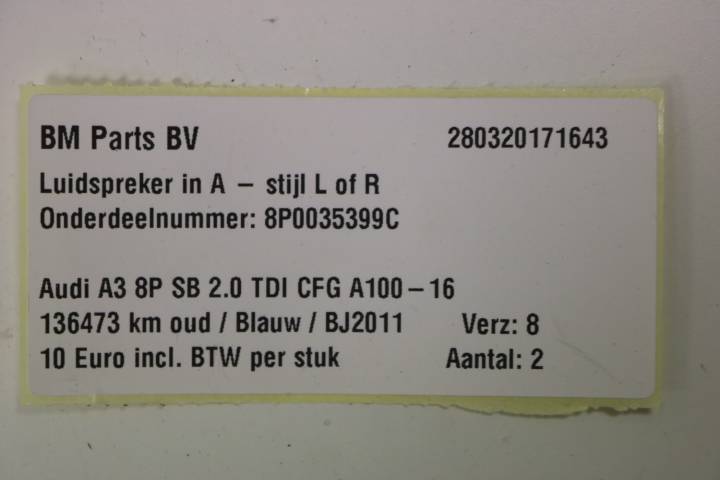 BM Parts BV 280320171643
Luidspreker in A – stijl L of R
Onderdeelnummer: 8P0035399C
Audi A3 8P SB 2.0 TDI CFG A100–16
136473 km oud / Blauw / BJ2011 Verz: 8
10 Euro incl. BTW per stuk Aantal: 2